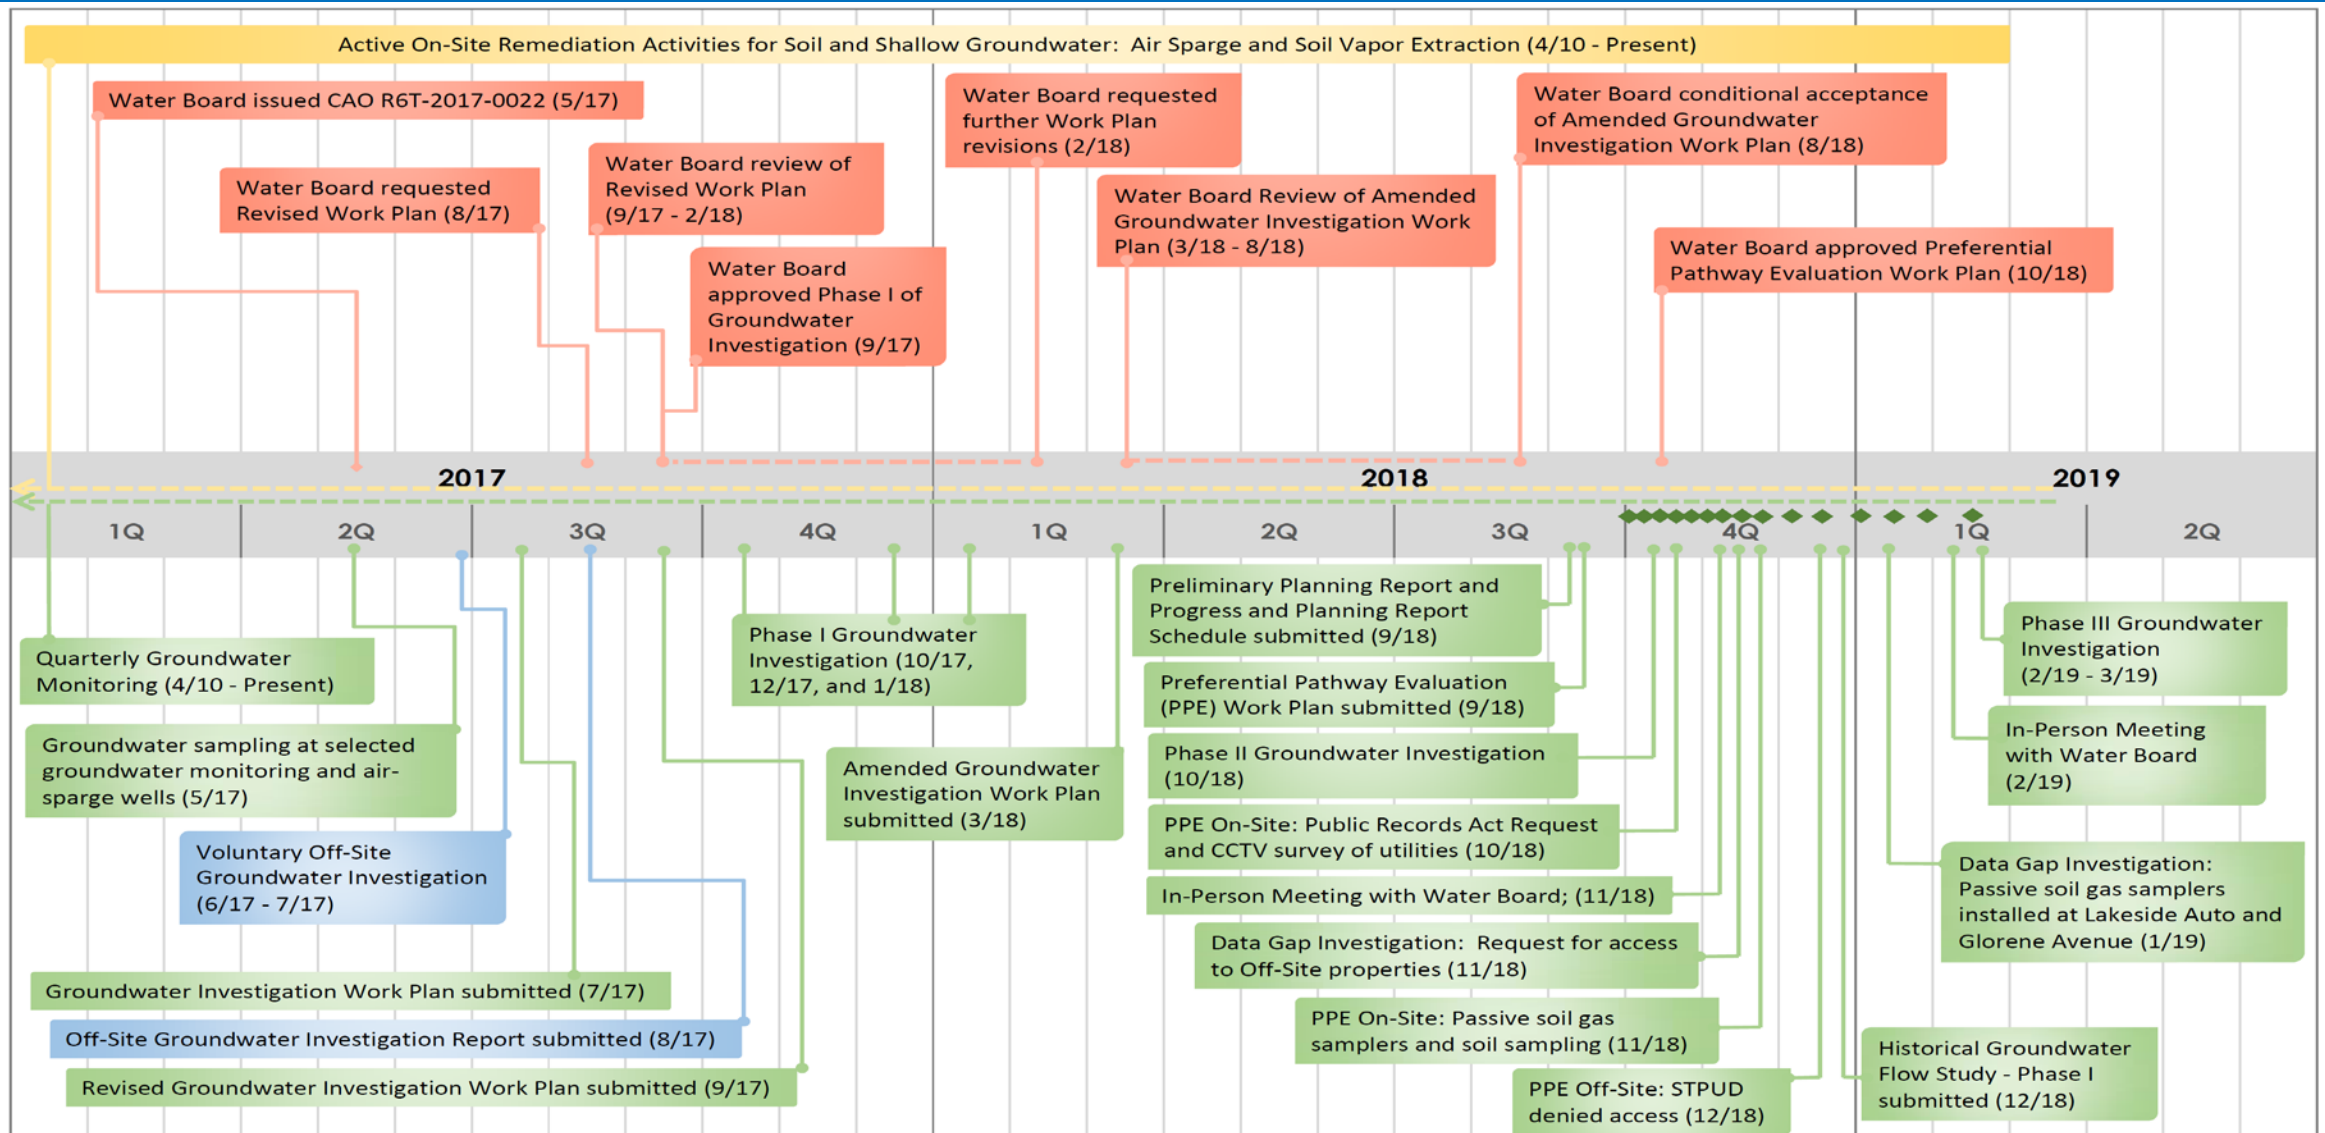 Active On-Site Remediation Activities for Soil and Shallow Groundwater:  Air Sparge and Soil Vapor Extraction (4/10 - Present)
Water Board issued CAO R6T-2017-0022 (5/17)
Water Board requested
Revised Work Plan (8/17)
Water Board review of
Revised Work Plan
(9/17 - 2/18)
Water Board
approved Phase I of
Groundwater
Investigation (9/17)
Water Board requested
further Work Plan
revisions (2/18)
Water Board Review of Amended
Groundwater Investigation Work
Plan (3/18 - 8/18)
Water Board conditional acceptance
of Amended Groundwater
Investigation Work Plan (8/18)
Water Board approved Preferential
Pathway Evaluation Work Plan (10/18)
2017
2018
2019
1Q
2Q
3Q
4Q
1Q
2Q
3Q
4Q
1Q
2Q
Quarterly Groundwater
Monitoring (4/10 - Present)
Groundwater sampling at selected
groundwater monitoring and air-
sparge wells (5/17)
Voluntary Off-Site
Groundwater Investigation
(6/17 - 7/17)
Groundwater Investigation Work Plan submitted (7/17)
Off-Site Groundwater Investigation Report submitted (8/17)
Revised Groundwater Investigation Work Plan submitted (9/17)
Phase I Groundwater
Investigation (10/17,
12/17, and 1/18)
Amended Groundwater
Investigation Work Plan
submitted (3/18)
Preliminary Planning Report and
Progress and Planning Report
Schedule submitted (9/18)
Preferential Pathway Evaluation
(PPE) Work Plan submitted (9/18)
Phase II Groundwater Investigation
(10/18)
PPE On-Site: Public Records Act Request
and CCTV survey of utilities (10/18)
In-Person Meeting with Water Board; (11/18)
Data Gap Investigation:  Request for access
to Off-Site properties (11/18)
PPE On-Site: Passive soil gas
samplers and soil sampling (11/18)
PPE Off-Site: STPUD
denied access (12/18)
Phase III Groundwater
Investigation
(2/19 - 3/19)
In-Person Meeting
with Water Board
(2/19)
Data Gap Investigation:
Passive soil gas samplers
installed at Lakeside Auto and
Glorene Avenue (1/19)
Historical Groundwater
Flow Study - Phase I
submitted (12/18)